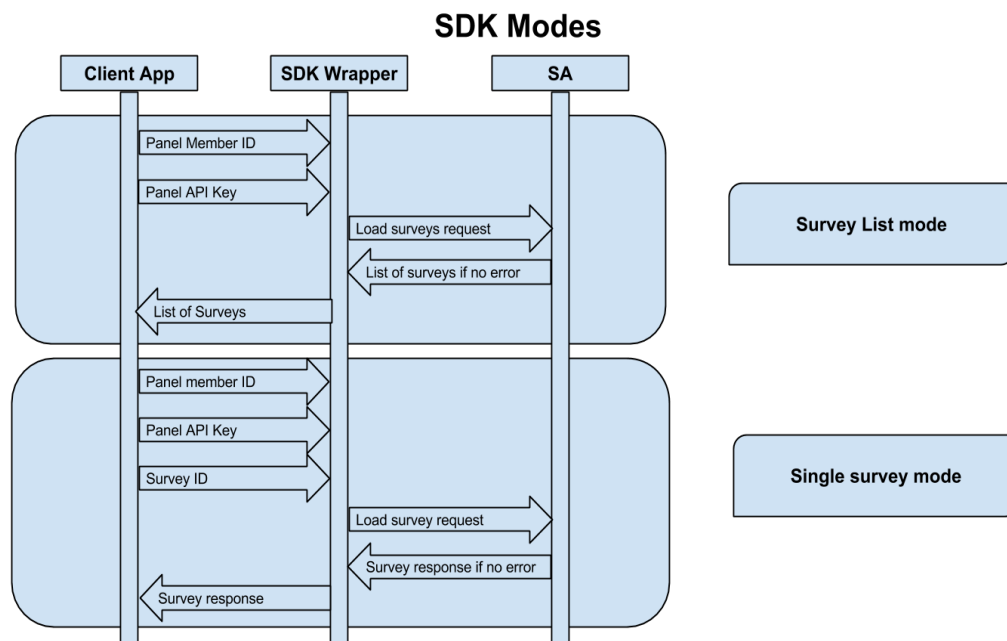 SDK Modes
Client App
SDK Wrapper
SA
Panel Member ID
Panel API Key
Load surveys request
List of surveys if no error
List of Surveys
Survey List mode
Panel member ID
Panel API Key
Survey ID
Load survey request
Survey response if no error
Survey response
Single survey mode